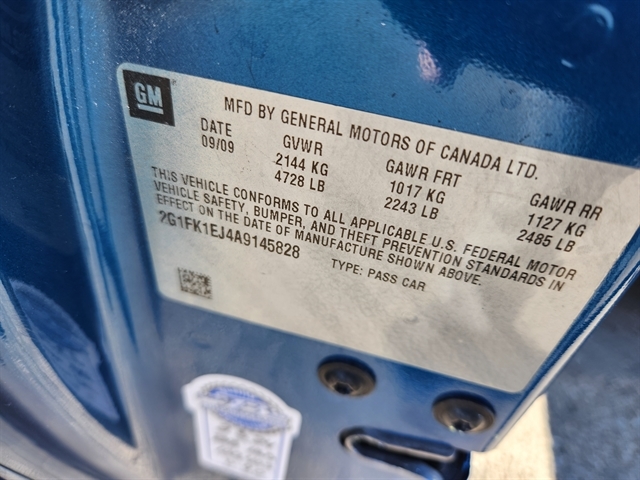 GM
MFD BY GENERAL MOTORS OF CANADA LTD.
DATE GVWR GAWR FRT GAWR RR
09/09 2144 KG 1017 KG 1127 KG
4728 LB 2243 LB 2485 LB
THIS VEHICLE CONFORMS TO ALL APPLICABLE U.S. FEDERAL MOTOR
VEHICLE SAFETY, BUMPER, AND THEFT PREVENTION STANDARDS IN
EFFECT ON THE DATE OF MANUFACTURE SHOWN ABOVE.
2G1FK1EJ4A9145828 TYPE: PASS CAR